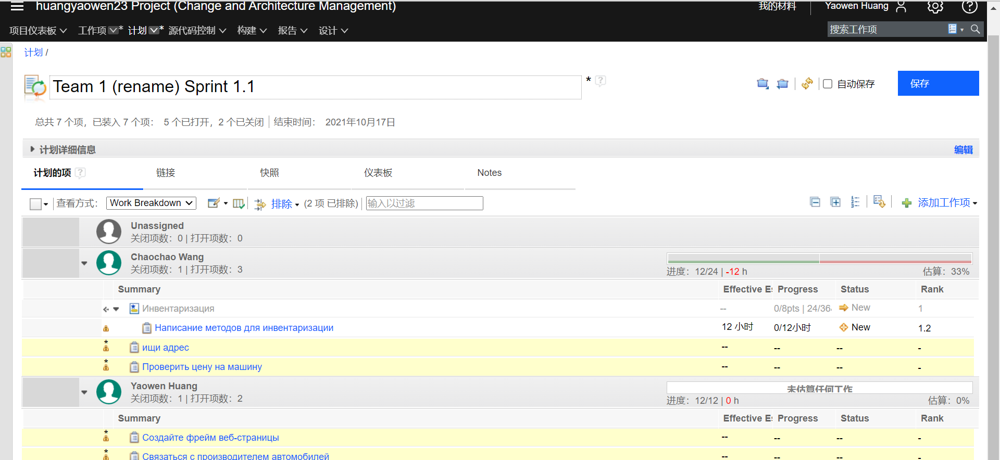 huangyaowen23 Project (Change and Architecture Management)
我的材料
Yaowen Huang
项目仪表板 工作项 * 计划 * 源代码控制 构建 报告 设计
搜索工作项
计划 /
Team 1 (rename) Sprint 1.1
*
自动保存
保存
总共 7 个项，已装入 7 个项： 5 个已打开，2 个已关闭 | 结束时间： 2021年10月17日
计划详细信息
编辑
计划的项 链接 快照 仪表板 Notes
查看方式： Work Breakdown 排除 (2 项 已排除) 输入以过滤 添加工作项
Unassigned
关闭项数：0 | 打开项数：0
Chaochao Wang
关闭项数：1 | 打开项数：3
进度：12/24 | -12 h 估算：33%
Summary Effective Es Progress Status Rank
Инвентаризация -- 0/8pts | 24/36 New 1
Написание методов для инвентаризации 12 小时 0/12小时 New 1.2
* ищи адрес -- -- -- -
* Проверить цену на машину -- -- -- -
Yaowen Huang
关闭项数：1 | 打开项数：2
未估算任何工作
进度：12/12 | 0 h 估算：0%
Summary Effective Es Progress Status Rank
* Создайте фрейм веб-страницы -- -- -- -
* Связаться с производителем автомобилей -- -- -- -